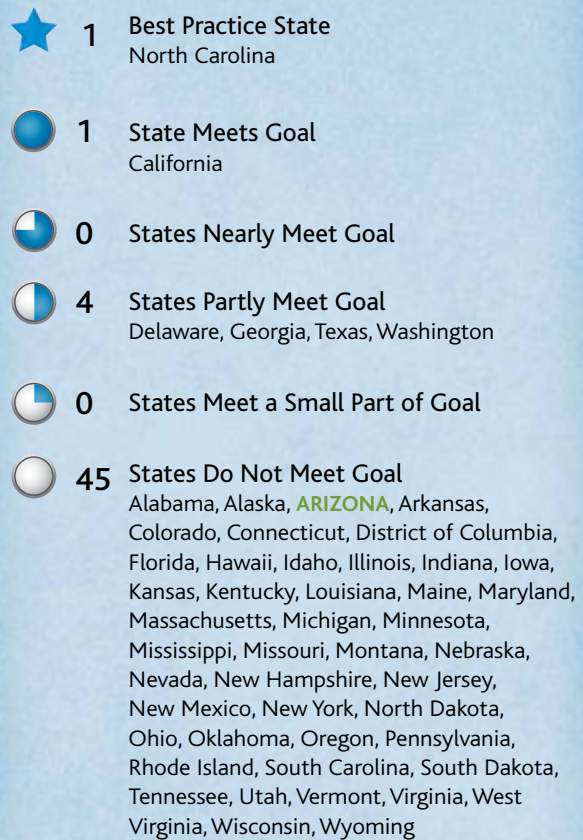 1 Best Practice State
North Carolina
1 State Meets Goal
California
0 States Nearly Meet Goal
4 States Partly Meet Goal
Delaware, Georgia, Texas, Washington
0 States Meet a Small Part of Goal
45 States Do Not Meet Goal
Alabama, Alaska, ARIZONA, Arkansas,
Colorado, Connecticut, District of Columbia,
Florida, Hawaii, Idaho, Illinois, Indiana, Iowa,
Kansas, Kentucky, Louisiana, Maine, Maryland,
Massachusetts, Michigan, Minnesota,
Mississippi, Missouri, Montana, Nebraska,
Nevada, New Hampshire, New Jersey,
New Mexico, New York, North Dakota,
Ohio, Oklahoma, Oregon, Pennsylvania,
Rhode Island, South Carolina, South Dakota,
Tennessee, Utah, Vermont, Virginia, West
Virginia, Wisconsin, Wyoming